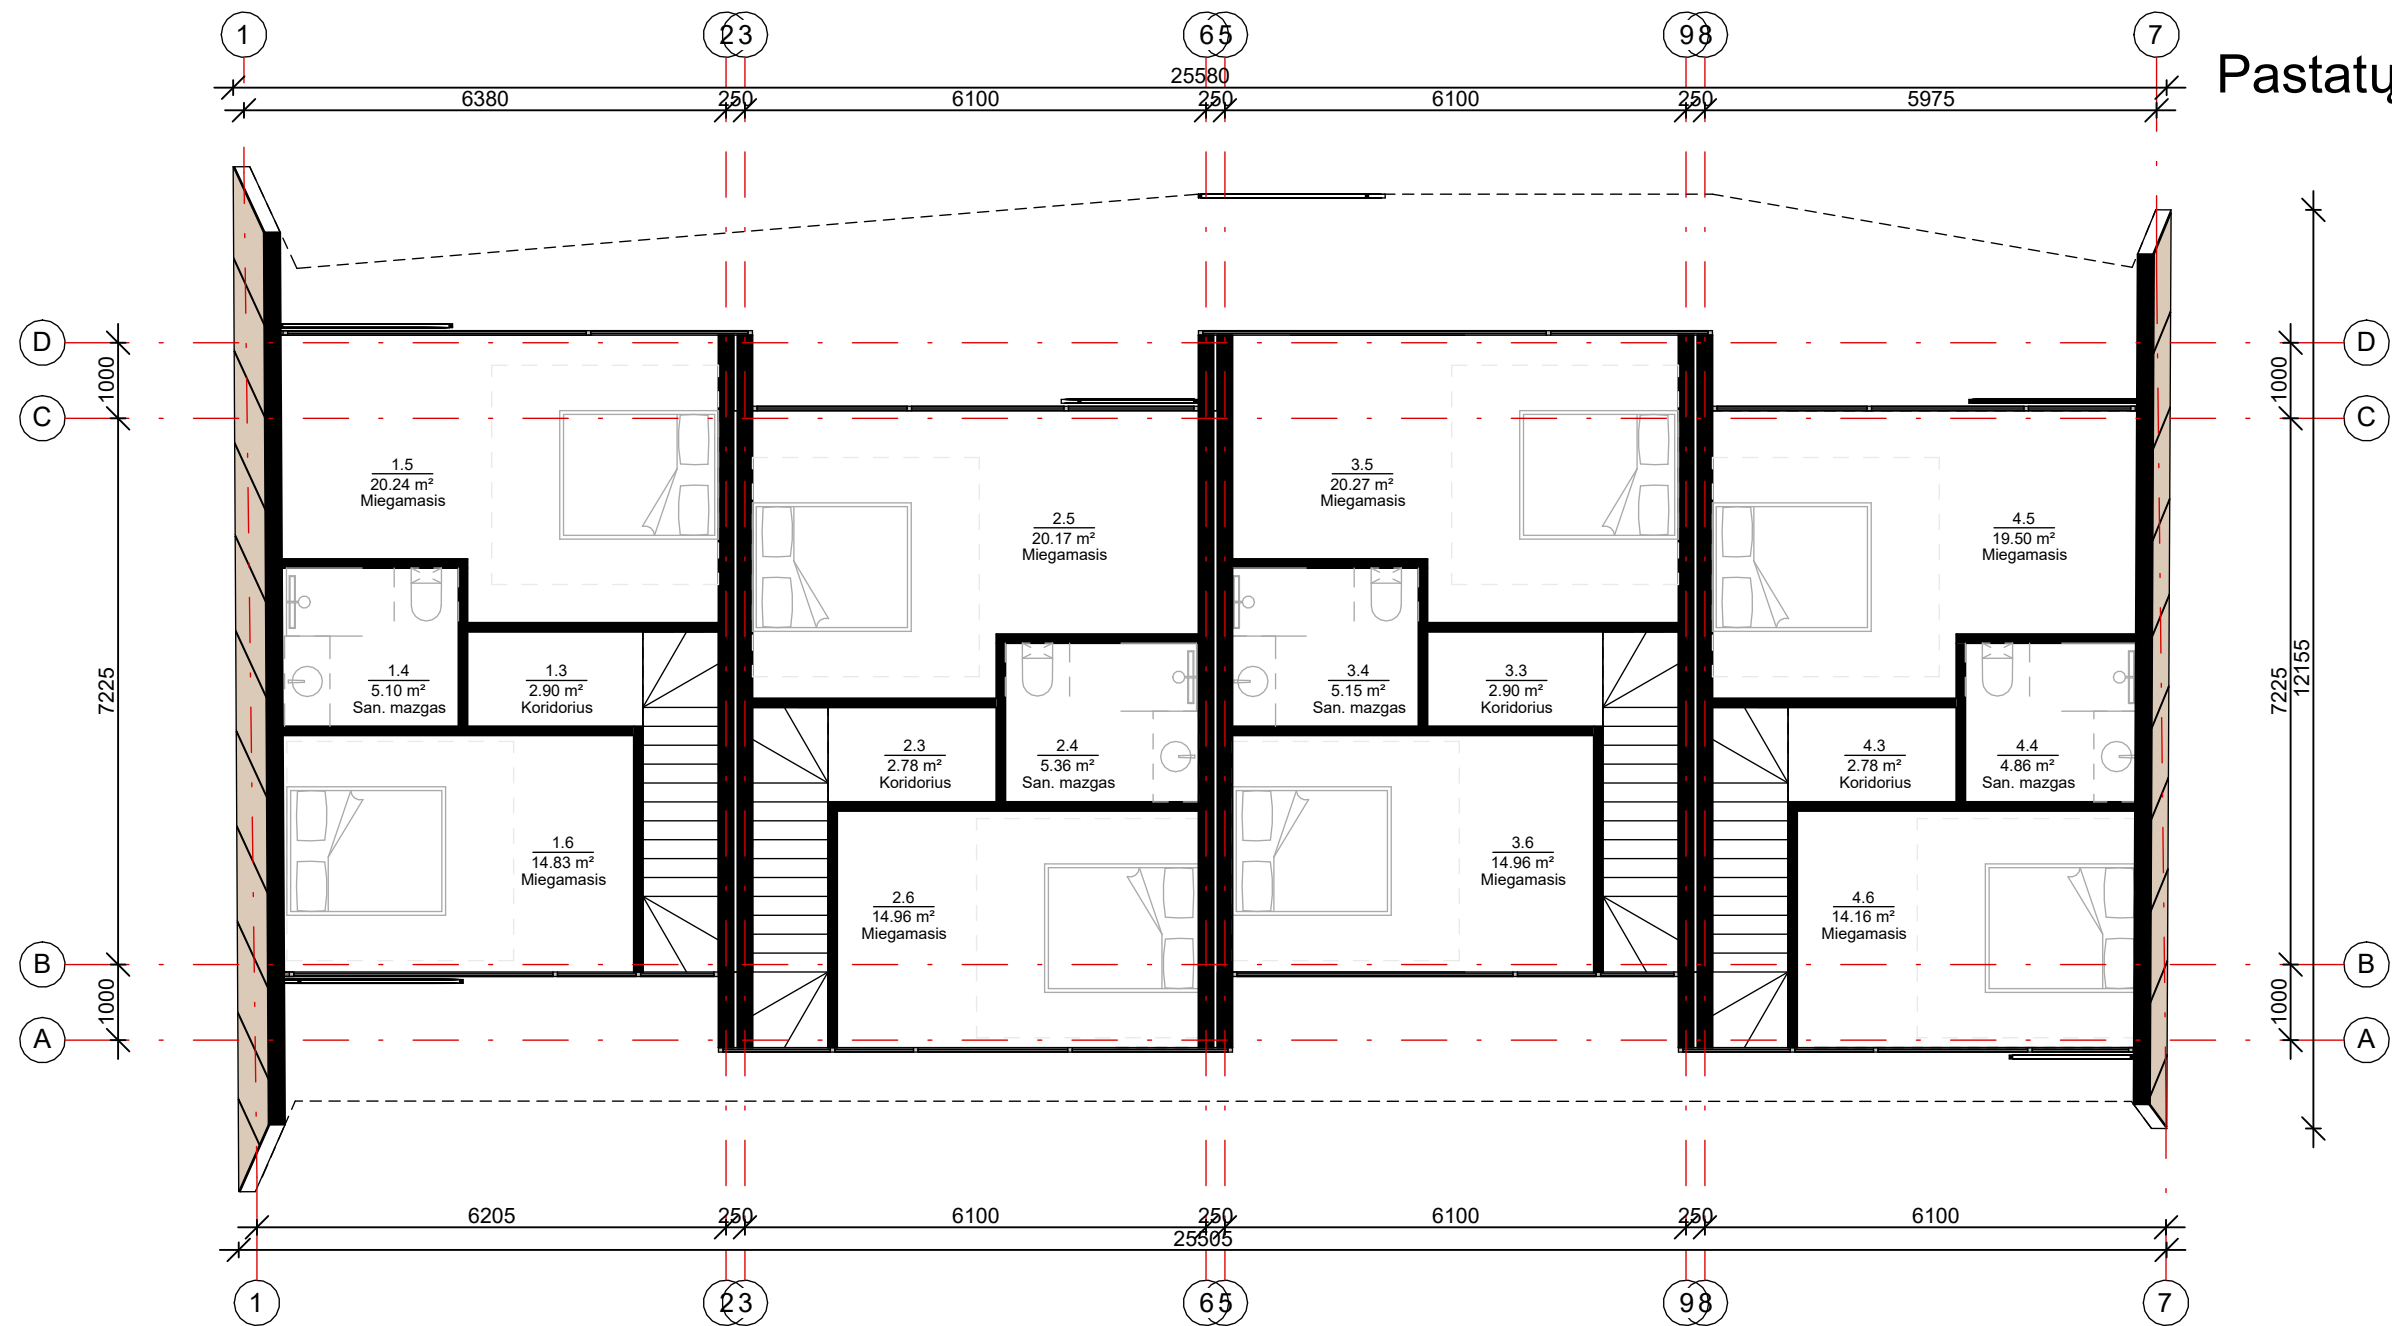 1 2 3 6 5 9 8 7
Pastatų
25580
6380 250 6100 250 6100 250 5975
D D
1000 1000
C C
1.5
20.24 m²
Miegamasis
3.5
20.27 m²
Miegamasis
2.5
20.17 m²
Miegamasis
4.5
19.50 m²
Miegamasis
7225 7225 12155
1.4
5.10 m²
San. mazgas
1.3
2.90 m²
Koridorius
3.4
5.15 m²
San. mazgas
3.3
2.90 m²
Koridorius
2.3
2.78 m²
Koridorius
2.4
5.36 m²
San. mazgas
4.3
2.78 m²
Koridorius
4.4
4.86 m²
San. mazgas
1.6
14.83 m²
Miegamasis
3.6
14.96 m²
Miegamasis
2.6
14.96 m²
Miegamasis
4.6
14.16 m²
Miegamasis
B B
1000 1000
A A
6205 250 6100 250 6100 250 6100
25505
1 2 3 6 5 9 8 7